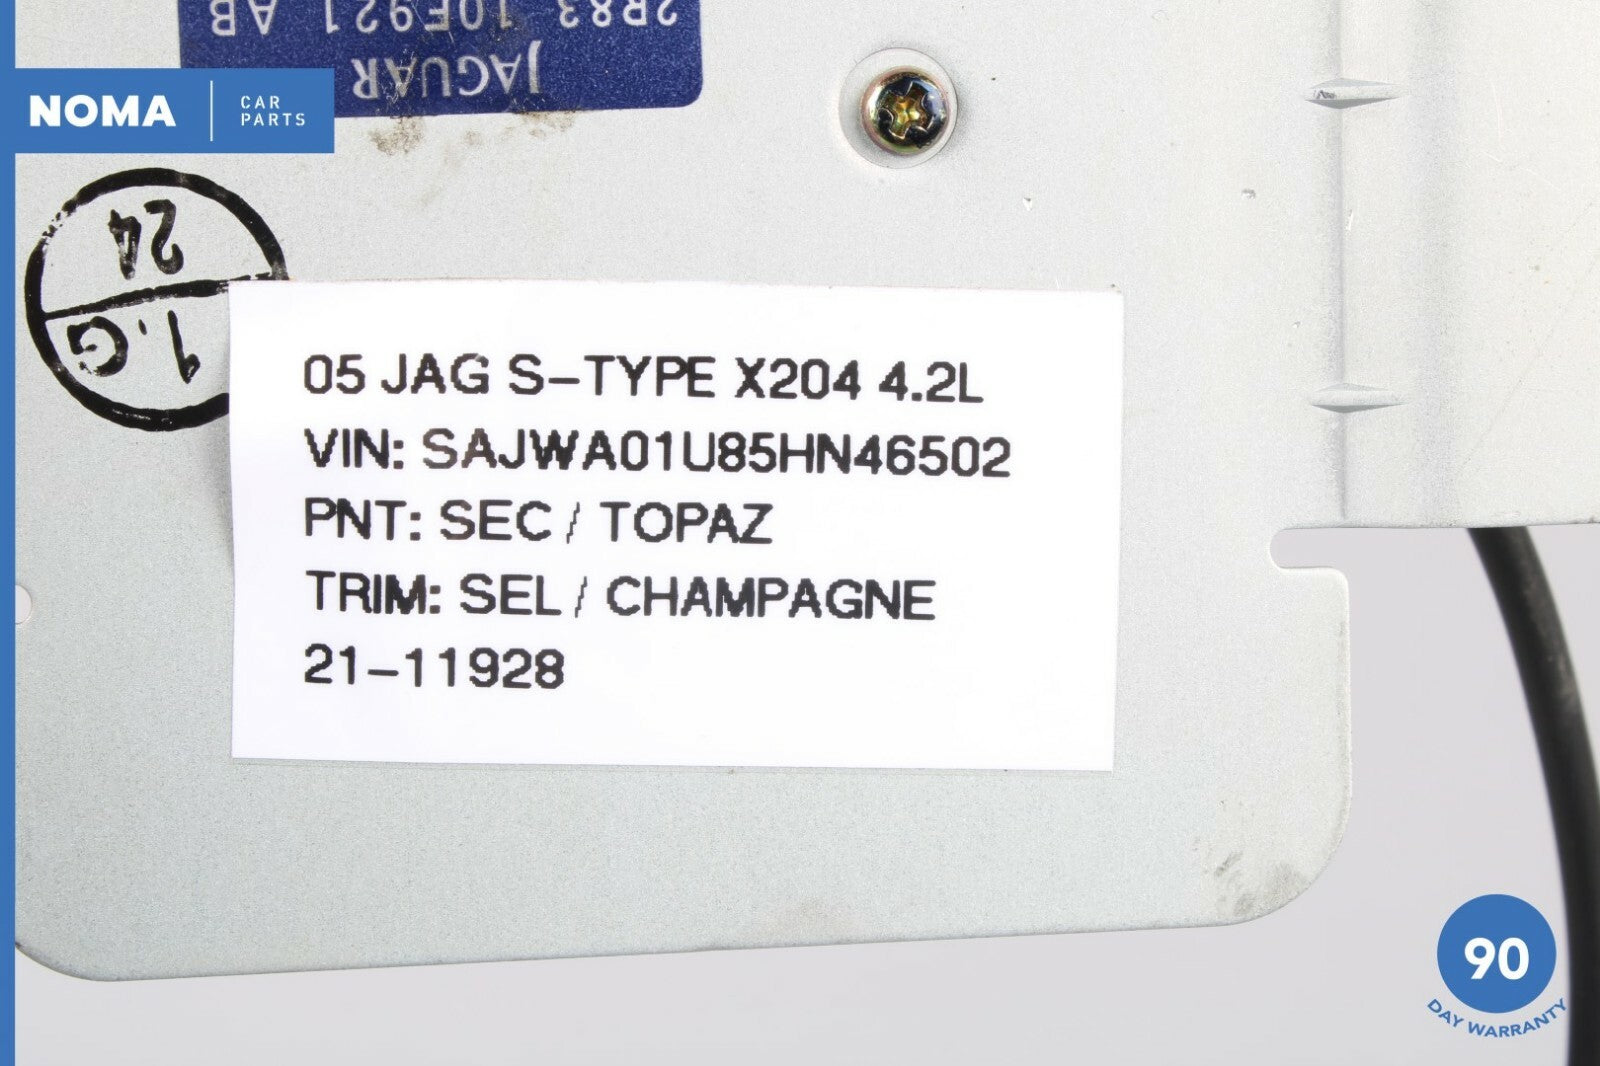 2R83 10E921 AB
JAGUAR
NOMA
CAR
PARTS
24
1.G
05 JAG S-TYPE X204 4.2L
VIN: SAJWA01U85HN46502
PNT: SEC / TOPAZ
TRIM: SEL / CHAMPAGNE
21-11928
90
DAY WARRANTY